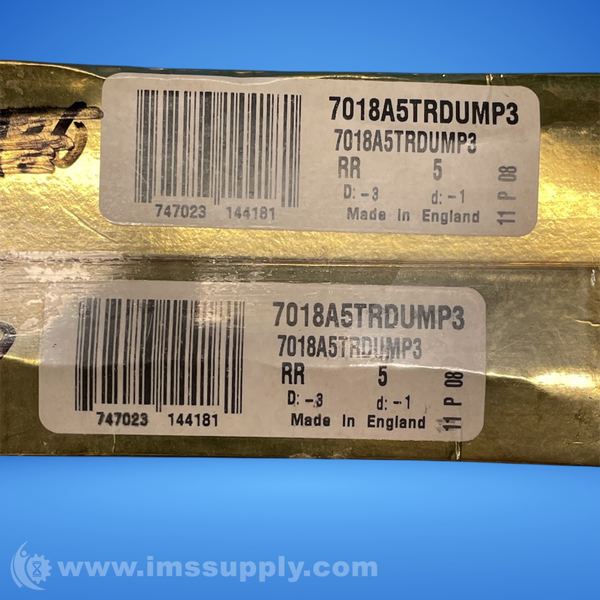 7018A5TRDUMP3
7018A5TRDUMP3
RR 5
D: -3 d: -1
Made In England
11 P 08
747023 144181
7018A5TRDUMP3
7018A5TRDUMP3
RR 5
D: -3 d: -1
Made In England
11 P 08
747023 144181
www.imssupply.com